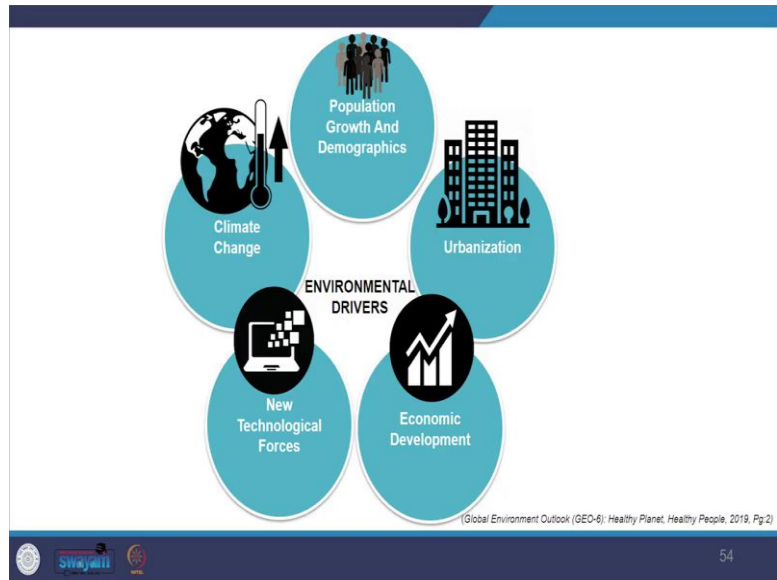 Population
Growth And
Demographics
Climate
Change
Urbanization
ENVIRONMENTAL
DRIVERS
New
Technological
Forces
Economic
Development
(Global Environment Outlook (GEO-6): Healthy Planet, Healthy People, 2019, Pg:2)
swayam
54